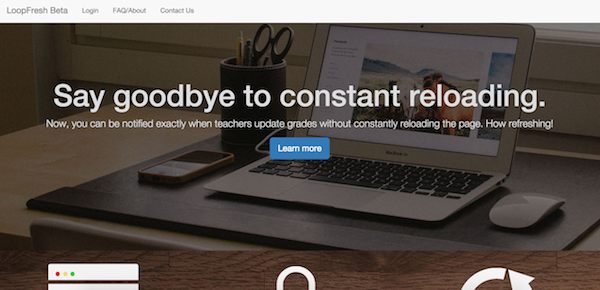 LoopFresh Beta Login FAQ/About Contact Us
Say goodbye to constant reloading.
Now, you can be notified exactly when teachers update grades without constantly reloading the page. How refreshing!
Learn more